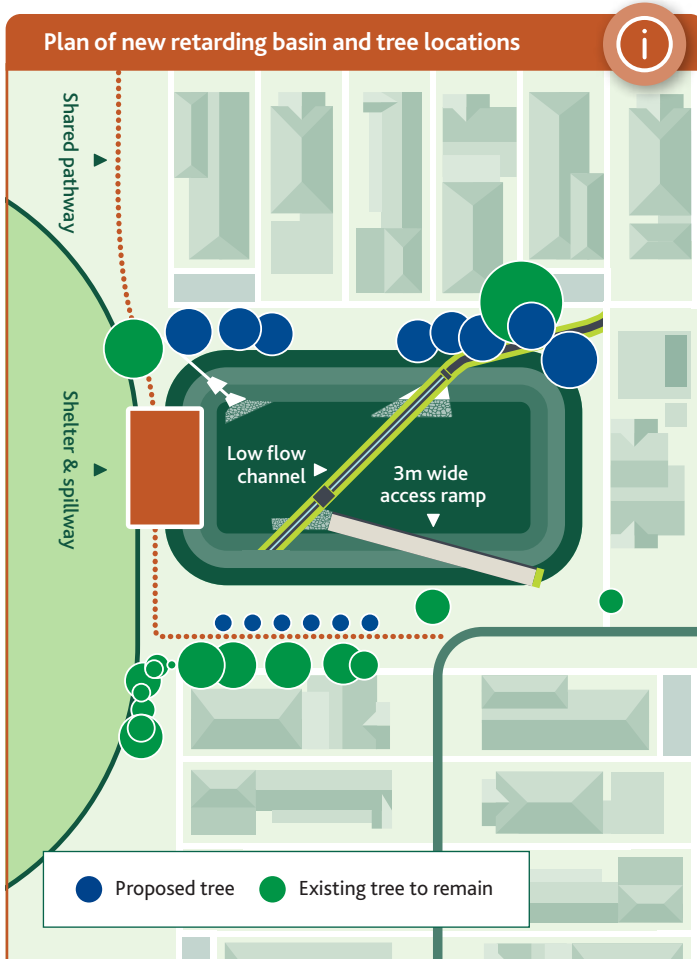 Plan of new retarding basin and tree locations
i
Shared pathway
Shelter & spillway
Low flow
channel
3m wide
access ramp
Proposed tree
Existing tree to remain